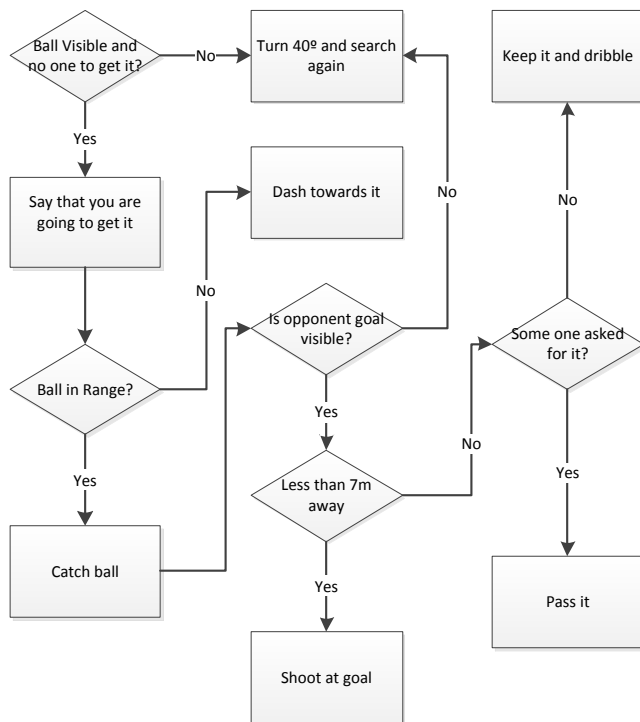 Ball Visible and
no one to get it?
No
Turn 40º and search
again
Keep it and dribble
Yes
Say that you are
going to get it
Dash towards it
No
No
No
Is opponent goal
visible?
Some one asked
for it?
Ball in Range?
Yes
No
Yes
Less than 7m
away
Yes
Catch ball
Yes
Pass it
Shoot at goal